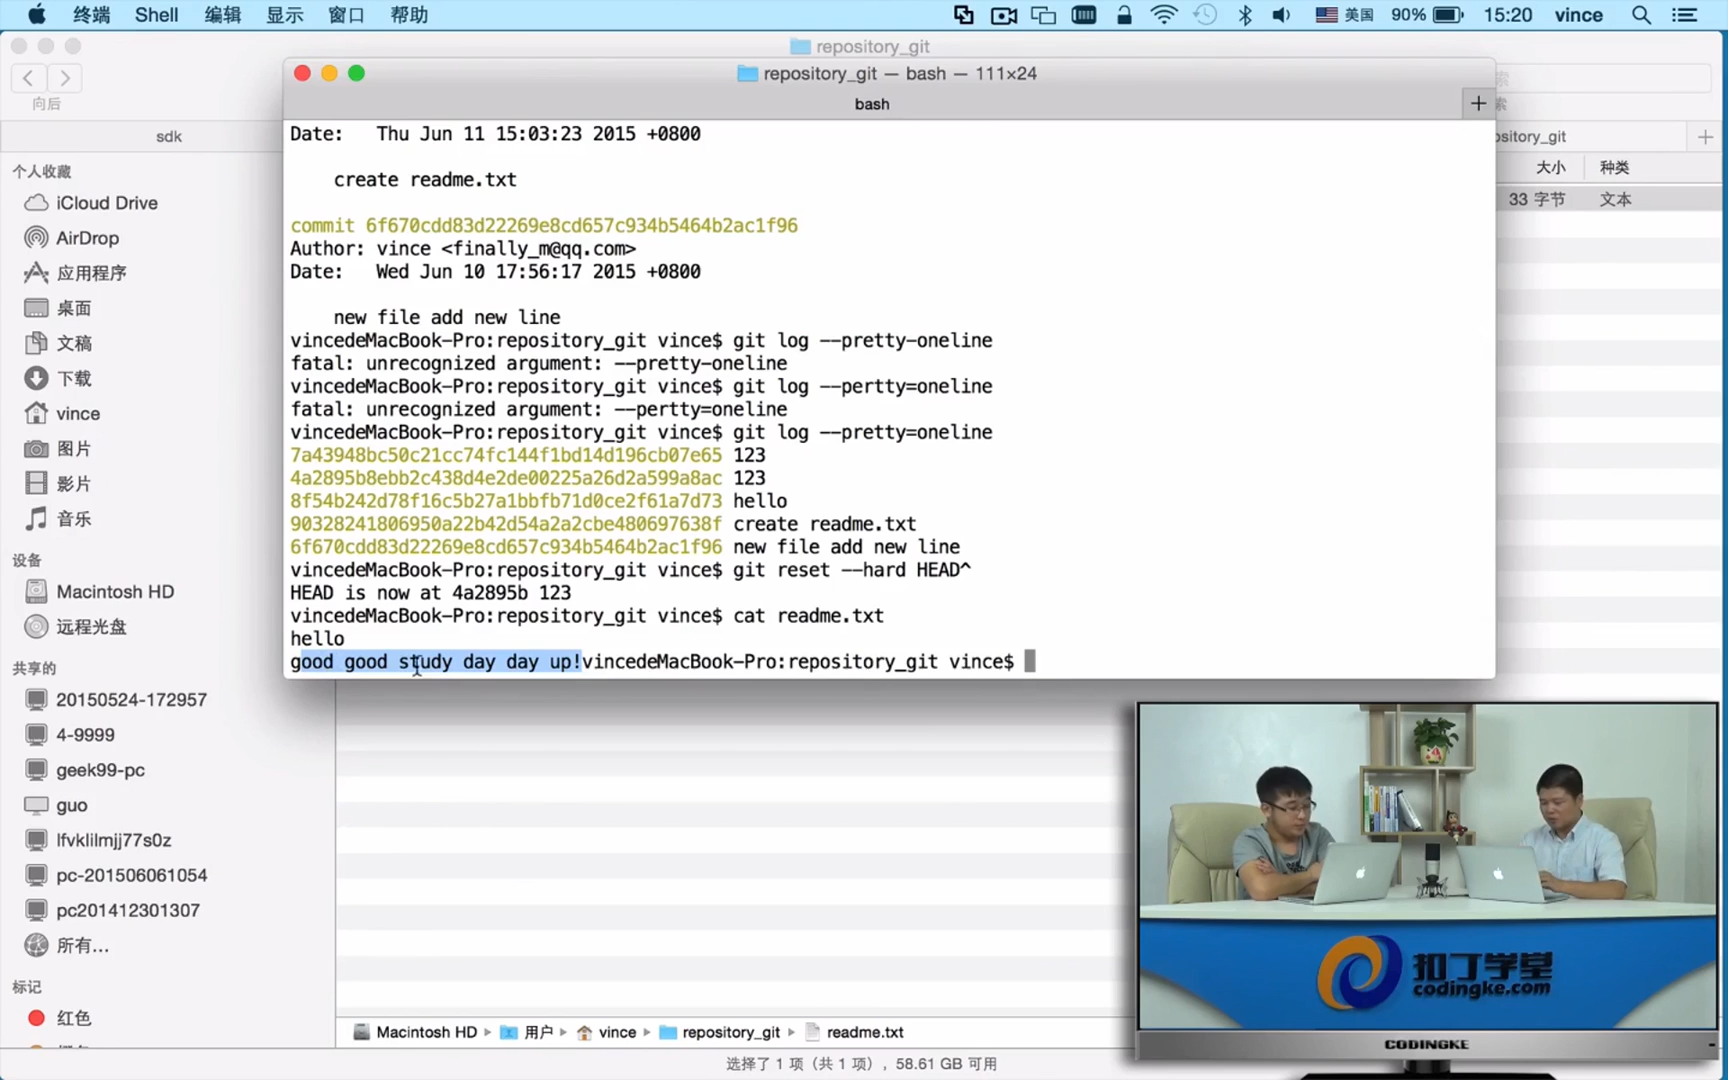 终端 Shell 编辑 显示 窗口 帮助 美国 90% 15:20 vince
repository_git
向后
sdk
个人收藏
iCloud Drive
AirDrop
应用程序
桌面
文稿
下载
vince
图片
影片
音乐
设备
Macintosh HD
远程光盘
共享的
20150524-172957
4-9999
geek99-pc
guo
lfvklilmjj77s0z
pc-201506061054
pc201412301307
所有…
标记
红色
repository_git — bash — 111×24
bash
Date:   Thu Jun 11 15:03:23 2015 +0800
create readme.txt
commit 6f670cdd83d22269e8cd657c934b5464b2ac1f96
Author: vince <finally_m@qq.com>
Date:   Wed Jun 10 17:56:17 2015 +0800
new file add new line
vincedeMacBook-Pro:repository_git vince$ git log --pretty-oneline
fatal: unrecognized argument: --pretty-oneline
vincedeMacBook-Pro:repository_git vince$ git log --pertty=oneline
fatal: unrecognized argument: --pertty=oneline
vincedeMacBook-Pro:repository_git vince$ git log --pretty=oneline
7a43948bc50c21cc74fc144f1bd14d196cb07e65 123
4a2895b8ebb2c438d4e2de00225a26d2a599a8ac 123
8f54b242d78f16c5b27a1bbfb71d0ce2f61a7d73 hello
90328241806950a22b42d54a2a2cbe480697638f create readme.txt
6f670cdd83d22269e8cd657c934b5464b2ac1f96 new file add new line
vincedeMacBook-Pro:repository_git vince$ git reset --hard HEAD^
HEAD is now at 4a2895b 123
vincedeMacBook-Pro:repository_git vince$ cat readme.txt
hello
good good study day day up!vincedeMacBook-Pro:repository_git vince$
索
索
sitory_git
大小 种类
33 字节 文本
扣丁学堂
codingke.com
CODINGKE
Macintosh HD 用户 vince repository_git readme.txt
选择了 1 项（共 1 项），58.61 GB 可用